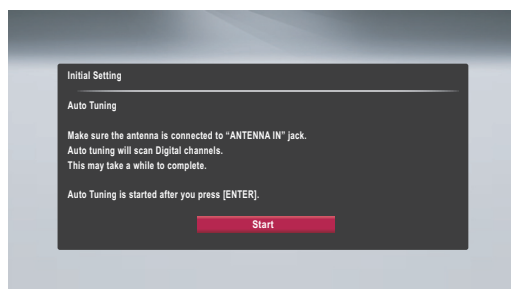 Initial Setting
Auto Tuning
Make sure the antenna is connected to “ANTENNA IN” jack.
Auto tuning will scan Digital channels.
This may take a while to complete.
Auto Tuning is started after you press [ENTER].
Start